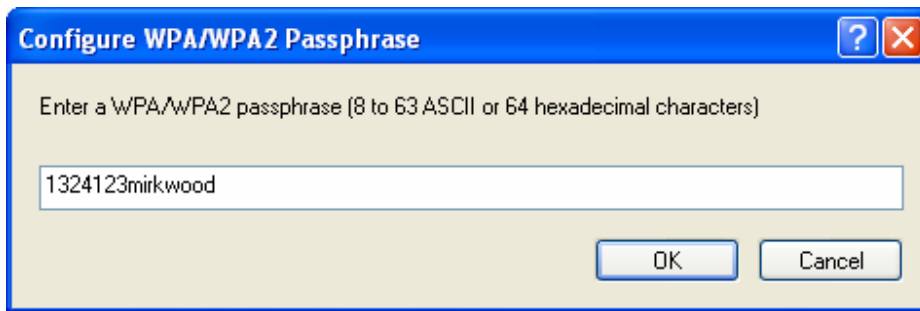 Configure WPA/WPA2 Passphrase
Enter a WPA/WPA2 passphrase (8 to 63 ASCII or 64 hexadecimal characters)
1324123mirkwood
OK Cancel